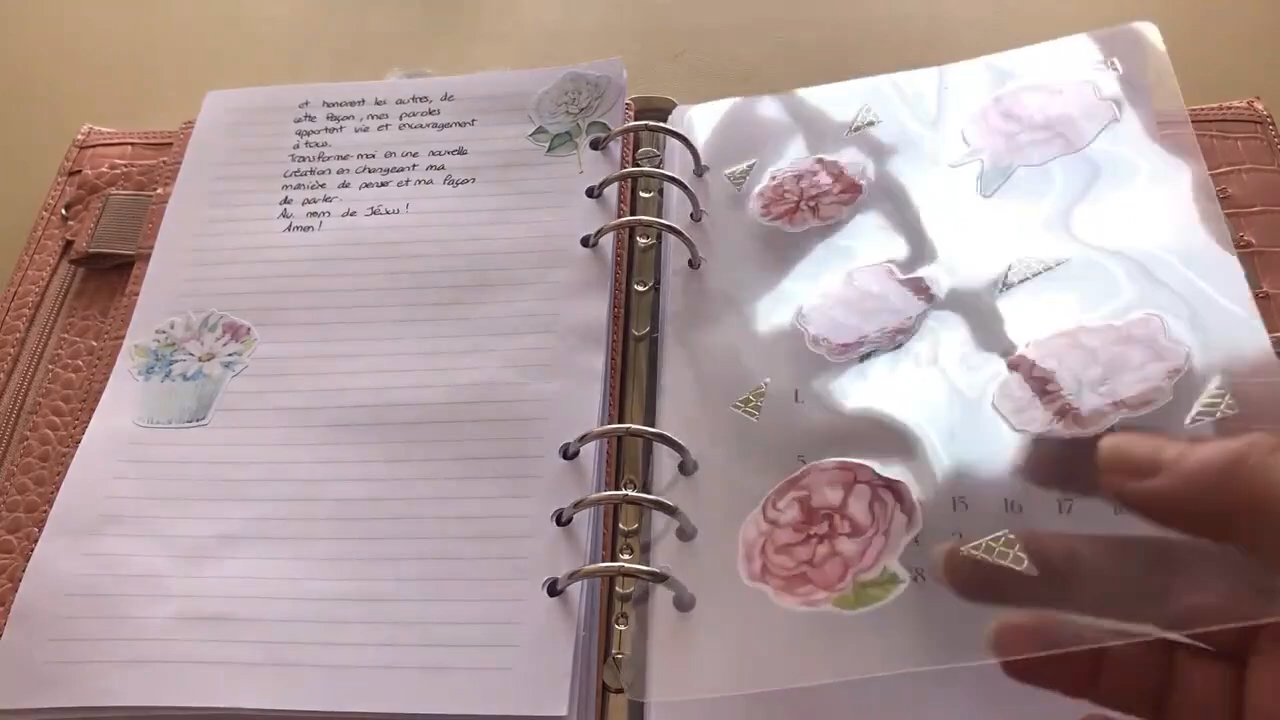 et honorent les autres, de
cette façon, mes paroles
apportent vie et encouragement
à tous.
Transforme-moi en une nouvelle
création en changeant ma
manière de penser et ma façon
de parler.
Au nom de Jésus !
Amen !
L
5
15 16 17
8